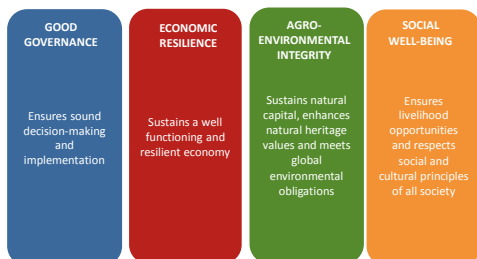 GOOD
GOVERNANCE
Ensures sound
decision-making
and
implementation
ECONOMIC
RESILIENCE
Sustains a well
functioning and
resilient economy
AGRO-
ENVIRONMENTAL
INTEGRITY
Sustains natural
capital, enhances
natural heritage
values and meets
global
environmental
obligations
SOCIAL
WELL-BEING
Ensures
livelihood
opportunities
and respects
social and
cultural principles
of all society